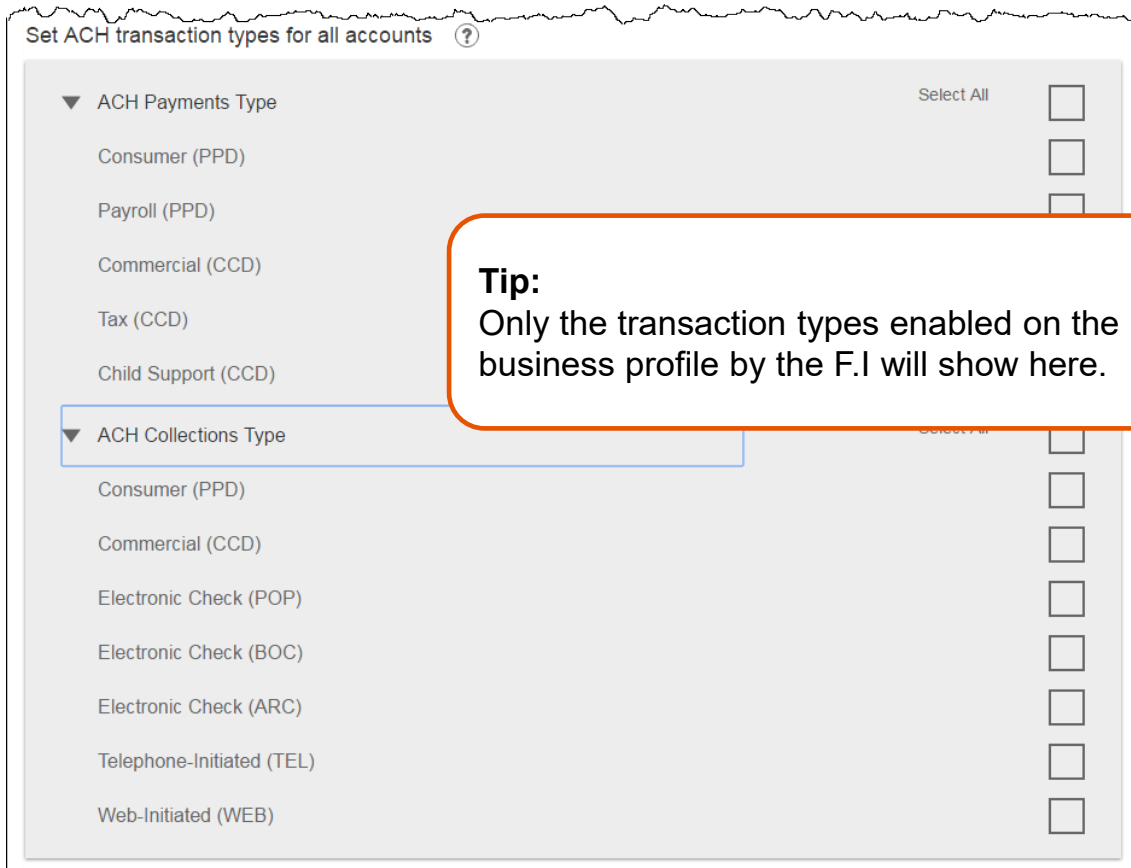 Set ACH transaction types for all accounts ?
ACH Payments Type Select All
Consumer (PPD)
Payroll (PPD)
Commercial (CCD)
Tax (CCD)
Child Support (CCD)
Tip:
Only the transaction types enabled on the
business profile by the F.I will show here.
ACH Collections Type Select All
Consumer (PPD)
Commercial (CCD)
Electronic Check (POP)
Electronic Check (BOC)
Electronic Check (ARC)
Telephone-Initiated (TEL)
Web-Initiated (WEB)